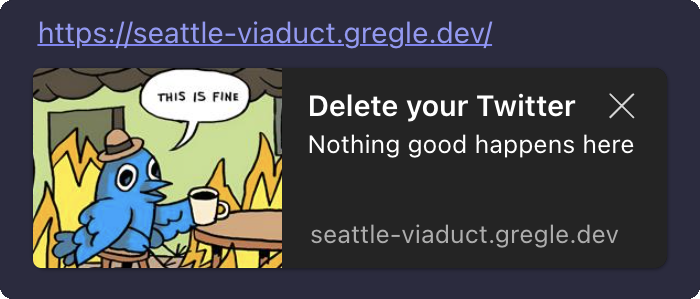 https://seattle-viaduct.gregle.dev/
THIS IS FINE
Delete your Twitter
Nothing good happens here
seattle-viaduct.gregle.dev